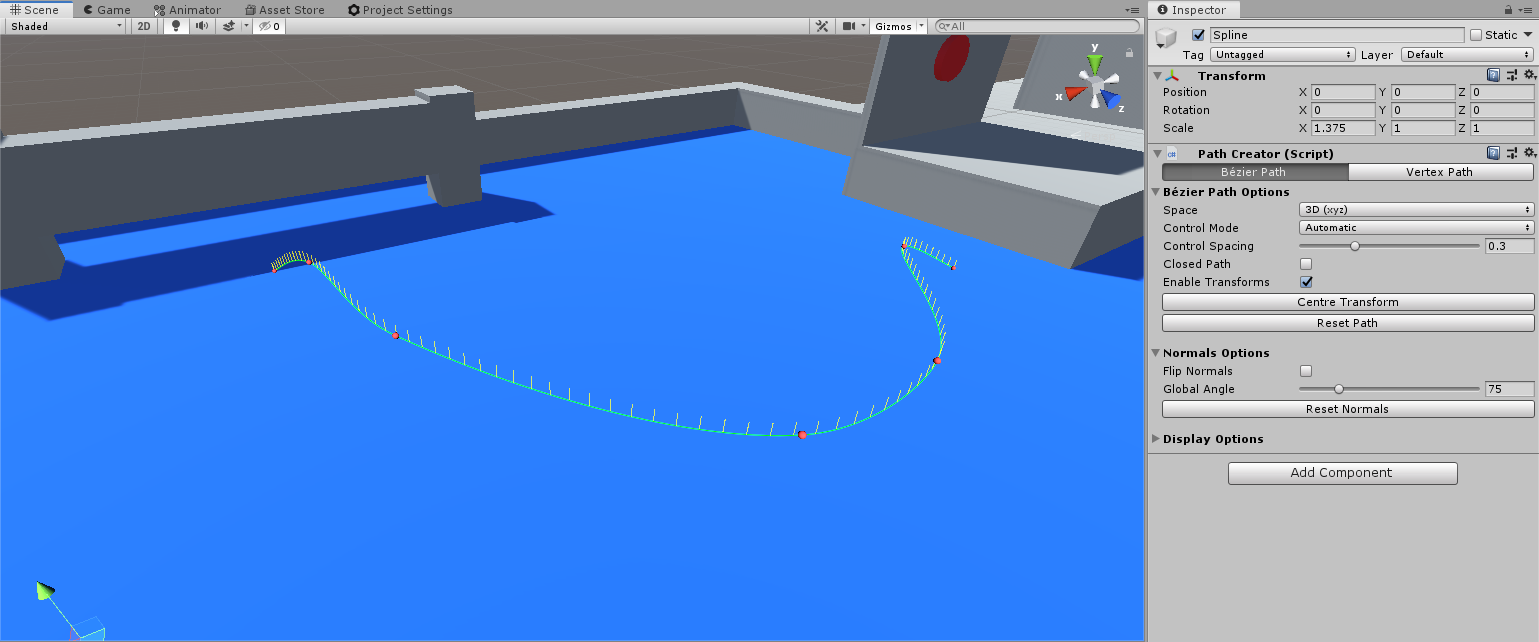 Scene Game Animator Asset Store Project Settings
Shaded 2D 0 Gizmos All
y
x
z
Inspector
Spline Static
Tag Untagged Layer Default
Transform
Position X 0 Y 0 Z 0
Rotation X 0 Y 0 Z 0
Scale X 1.375 Y 1 Z 1
Path Creator (Script)
Bézier Path Vertex Path
Bézier Path Options
Space 3D (xyz)
Control Mode Automatic
Control Spacing 0.3
Closed Path
Enable Transforms
Centre Transform
Reset Path
Normals Options
Flip Normals
Global Angle 75
Reset Normals
Display Options
Add Component